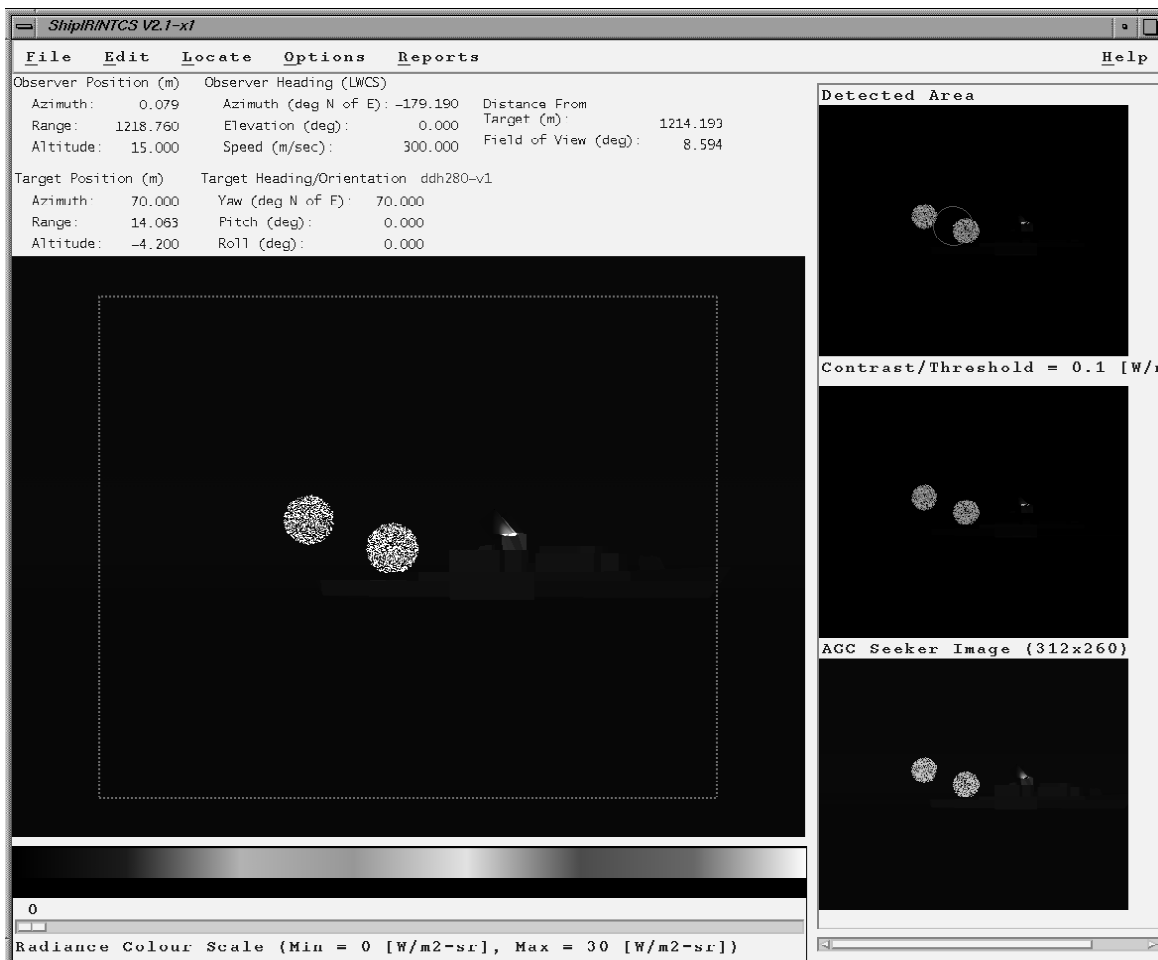 ShipIR/NTCS V2.1-x1
File Edit Locate Options Reports Help
Observer Position (m) Observer Heading (LWCS)
Azimuth: 0.079 Azimuth (deg N of E): -179.190 Distance From
Target (m): 1214.193
Range: 1218.760 Elevation (deg): 0.000
Altitude: 15.000 Speed (m/sec): 300.000 Field of View (deg): 8.594
Target Position (m) Target Heading/Orientation ddh280-v1
Azimuth: 70.000 Yaw (deg N of E): 70.000
Range: 14.063 Pitch (deg): 0.000
Altitude: -4.200 Roll (deg): 0.000
Detected Area
Contrast/Threshold = 0.1 [W/
AGC Seeker Image (312x260)
0
Radiance Colour Scale (Min = 0 [W/m2-sr], Max = 30 [W/m2-sr])